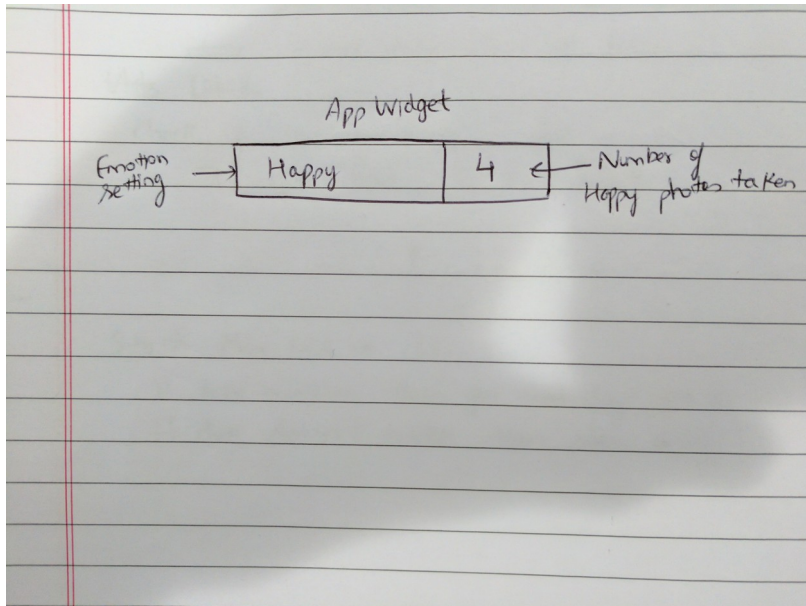 App Widget
Emotion
setting
Happy
4
Number of
Happy photos taken